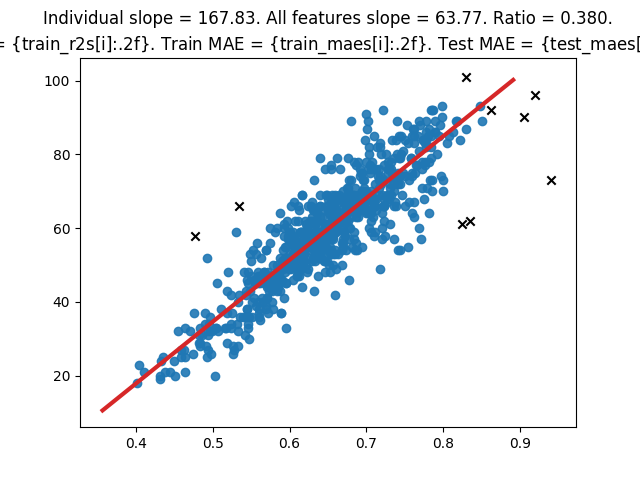 Individual slope = 167.83. All features slope = 63.77. Ratio = 0.380.
= {train_r2s[i]:.2f}. Train MAE = {train_maes[i]:.2f}. Test MAE = {test_maes[
100
80
60
40
20
0.4 0.5 0.6 0.7 0.8 0.9